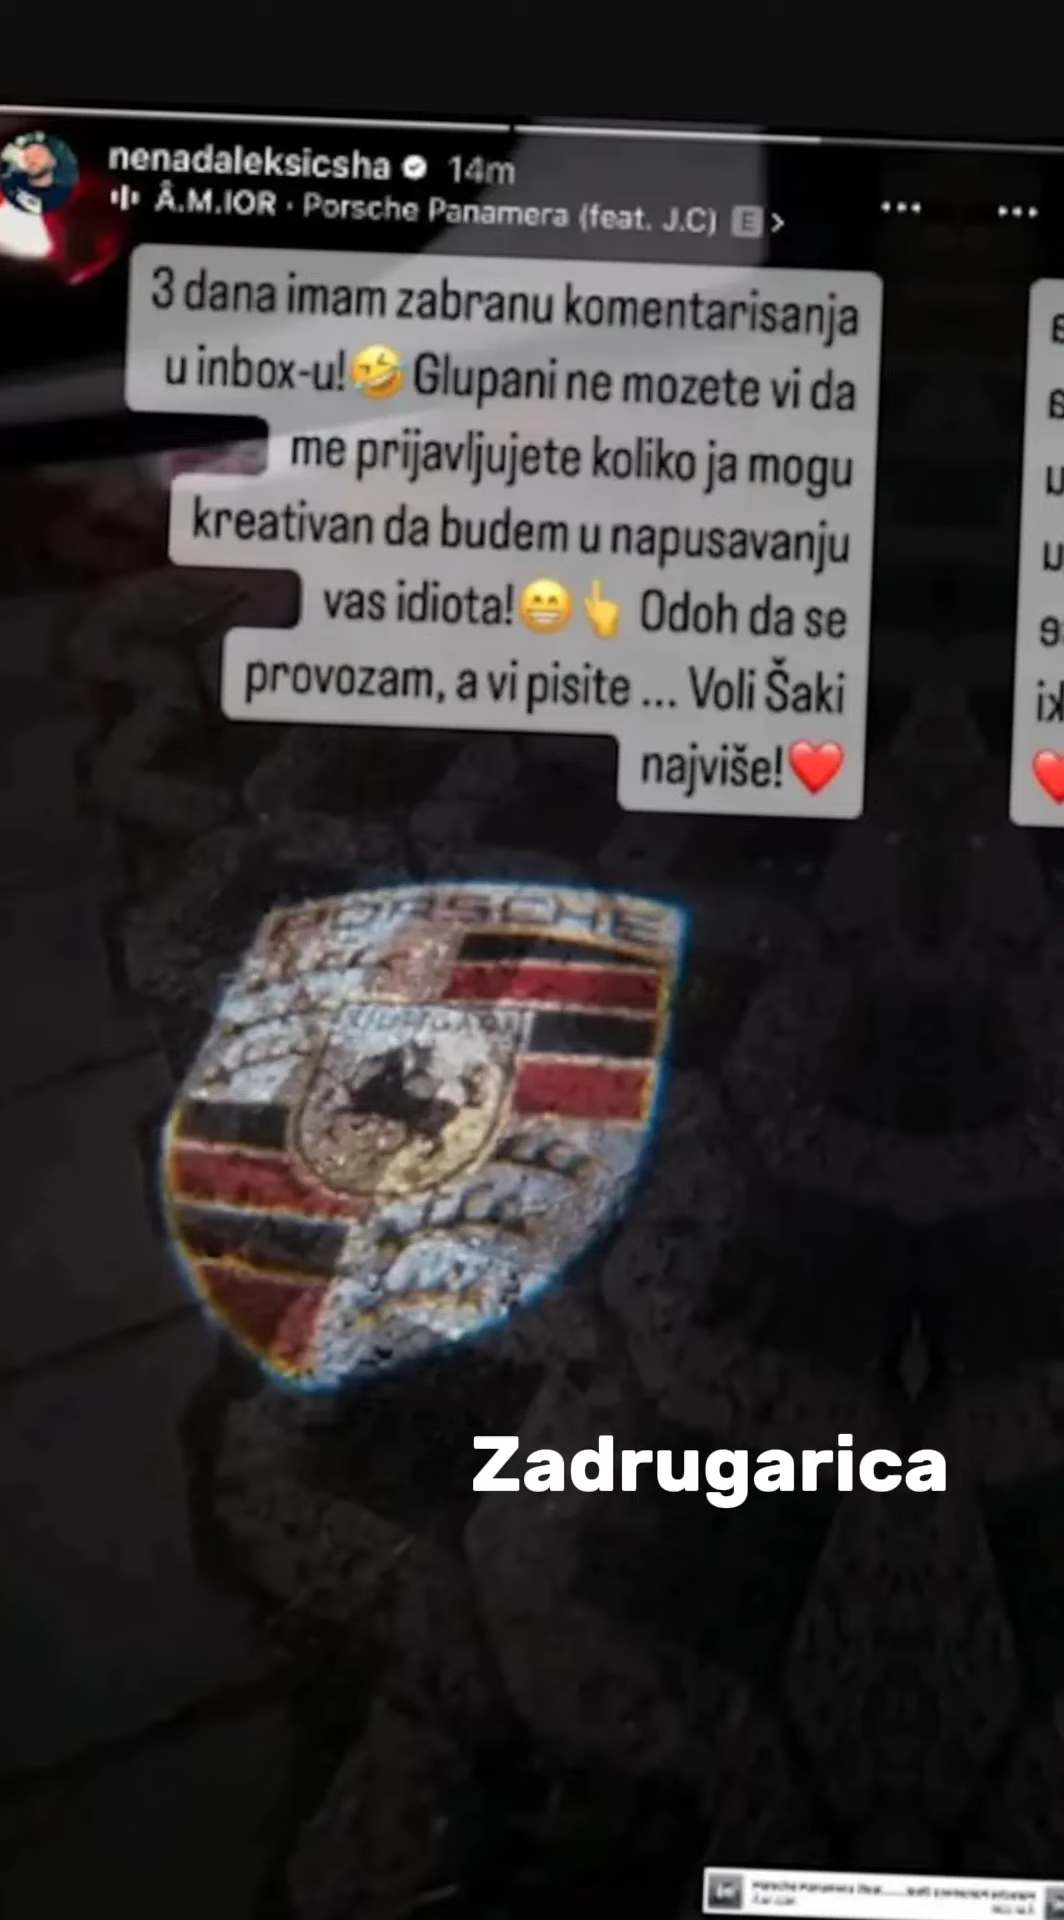 nenadaleksicsha 14m
Â.M.IOR · Porsche Panamera (feat. J.C) E >
3 dana imam zabranu komentarisanja
u inbox-u!🤣 Glupani ne mozete vi da
me prijavljujete koliko ja mogu
kreativan da budem u napusavanju
vas idiota!😁👆 Odoh da se
provozam, a vi pisite ... Voli Šaki
najviše!❤️
PORSCHE
Zadrugarica